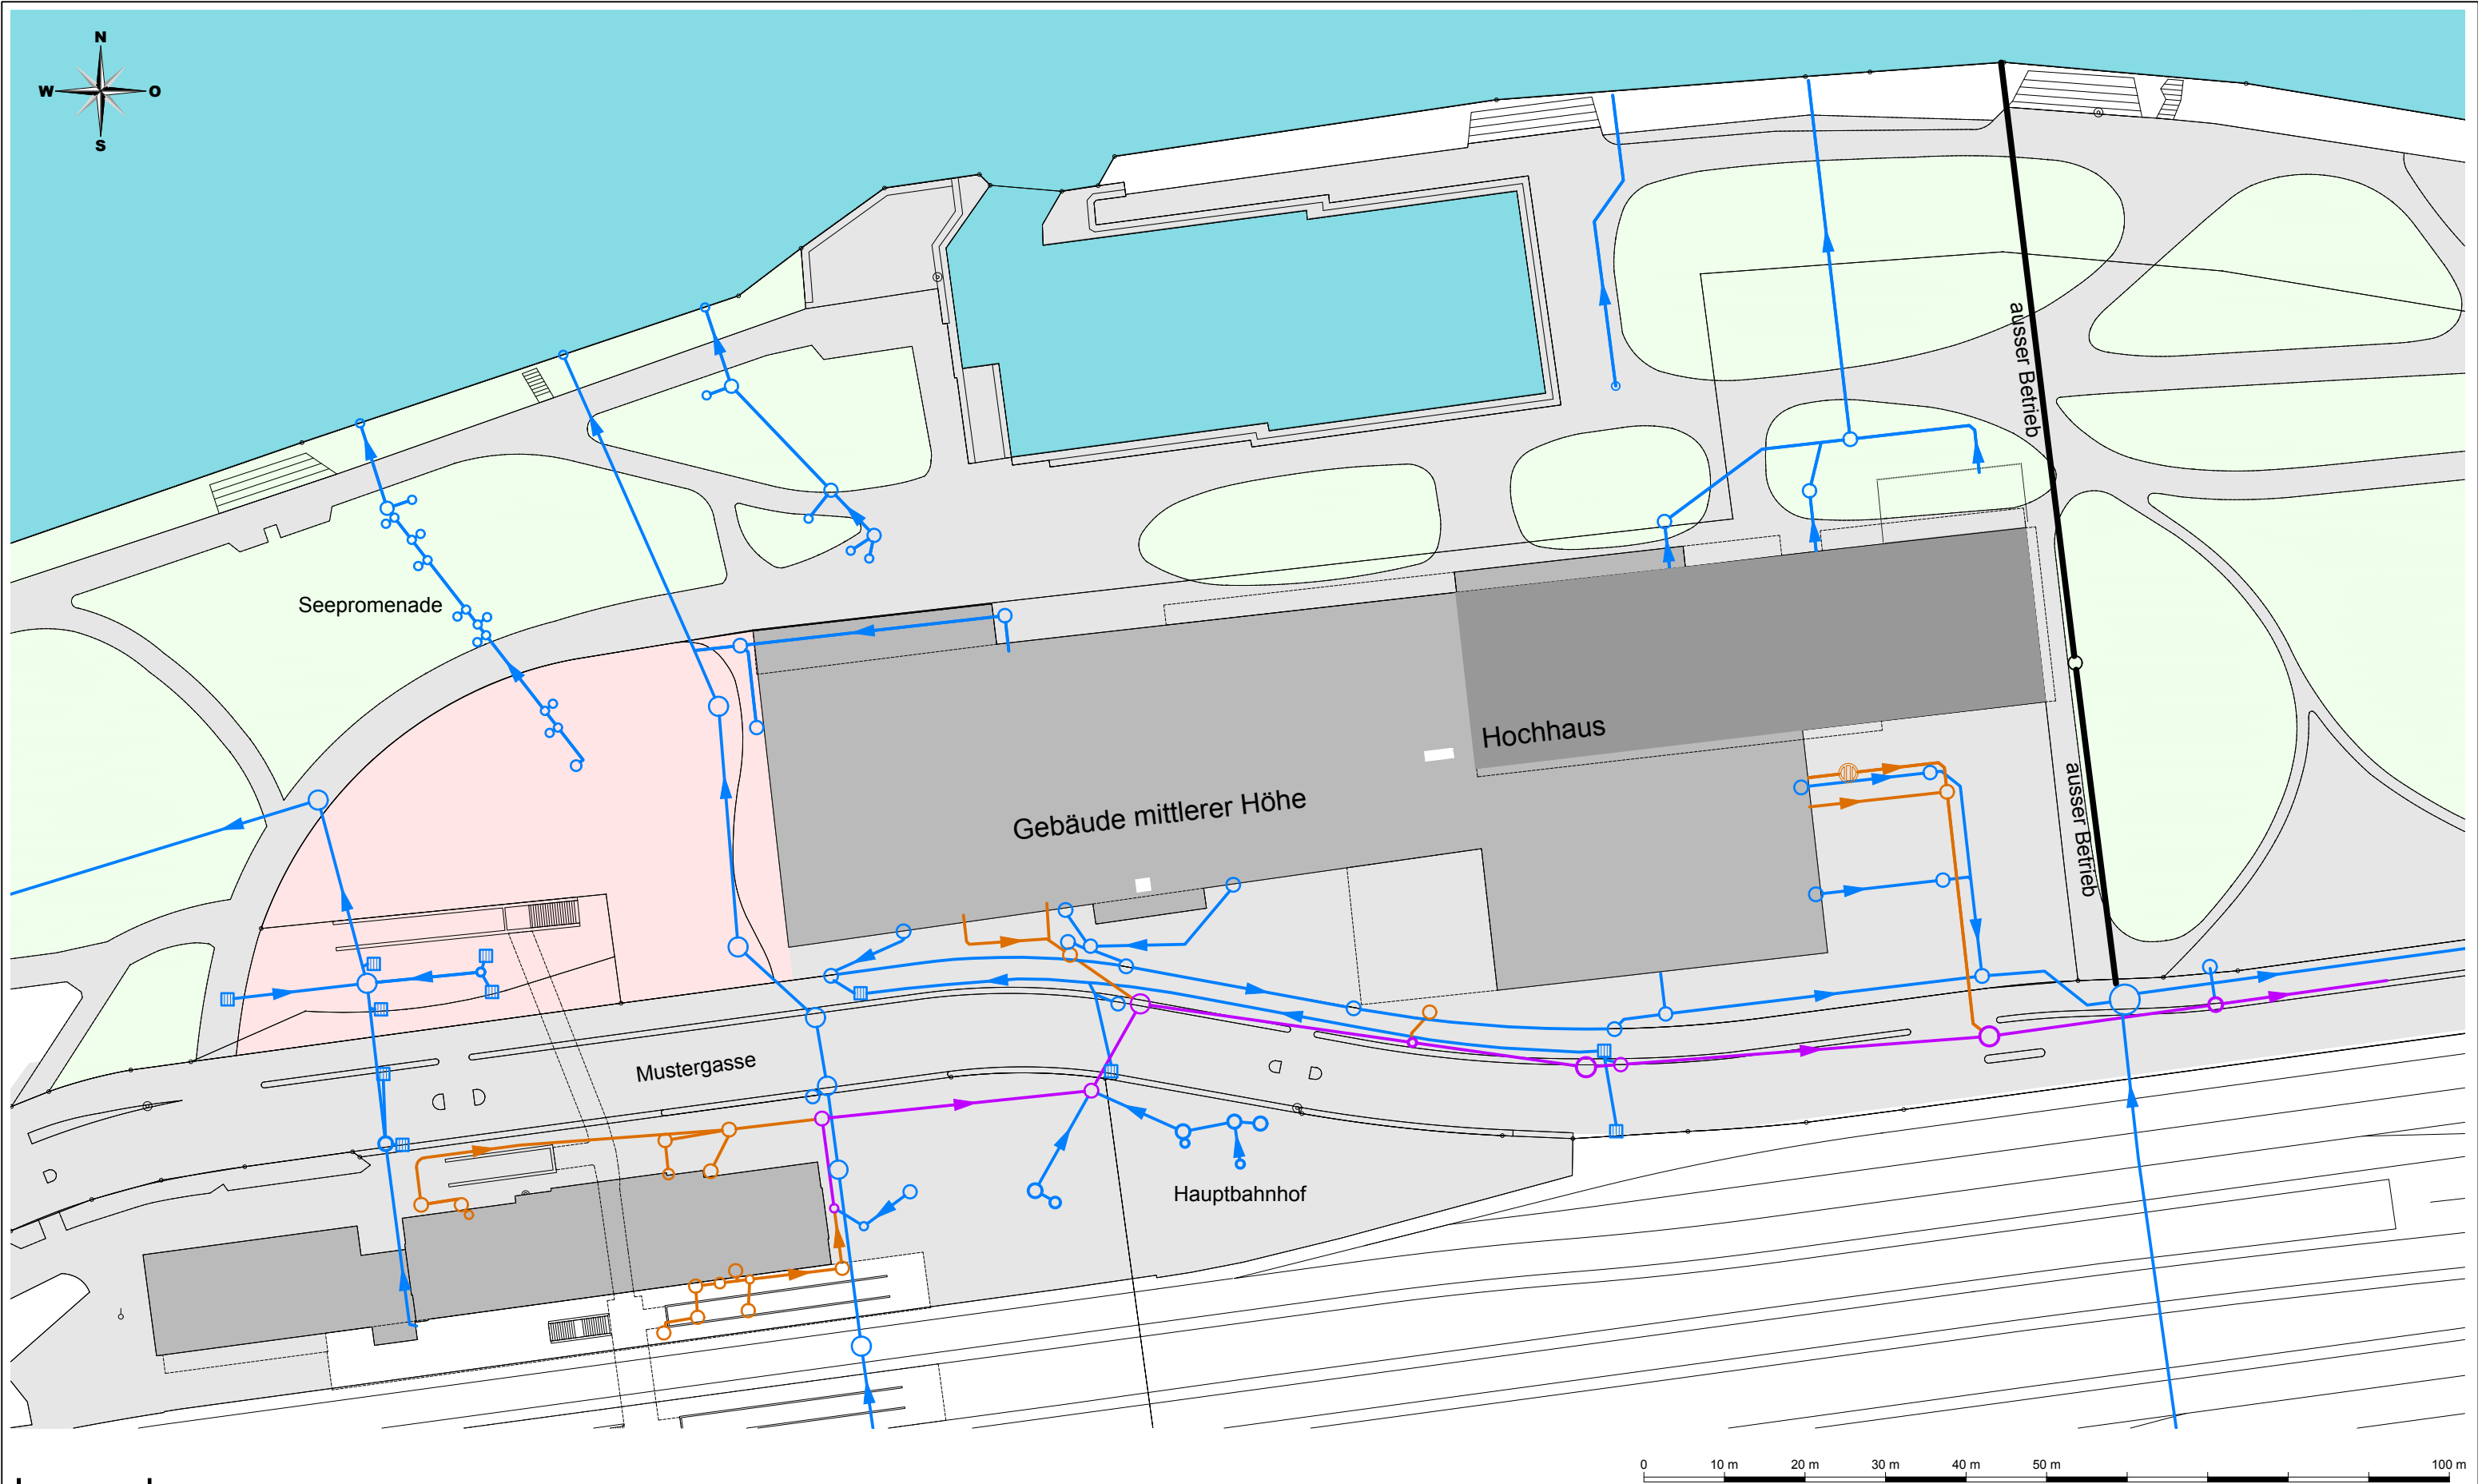 N
W O
S
ausser Betrieb
Seepromenade
Hochhaus
Gebäude mittlerer Höhe
ausser Betrieb
Mustergasse
Hauptbahnhof
0 10 m 20 m 30 m 40 m 50 m 100 m